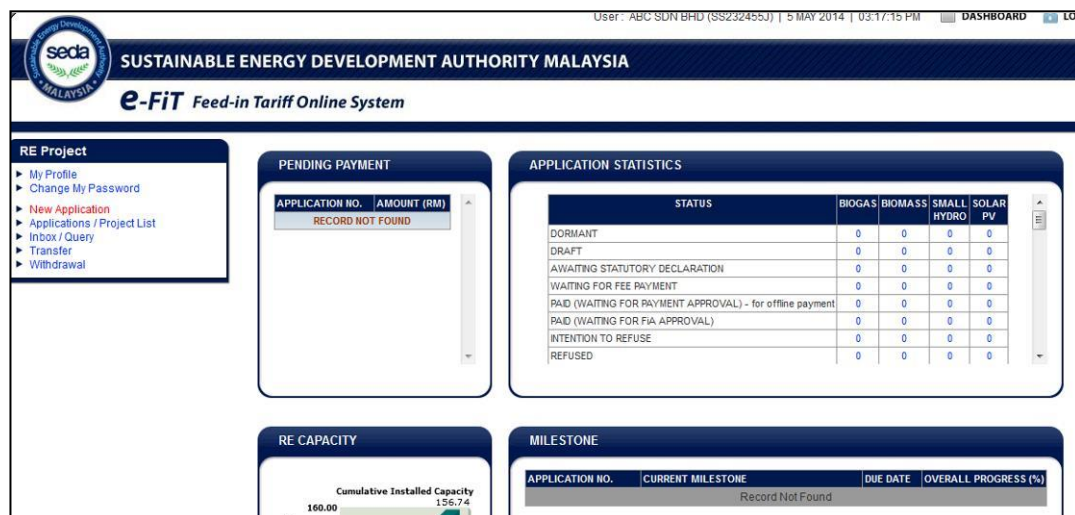 User : ABC SDN BHD (SS232455J) | 5 MAY 2014 | 03:17:15 PM DASHBOARD LO
Sustainable Energy Development Authority
seda
MALAYSIA
SUSTAINABLE ENERGY DEVELOPMENT AUTHORITY MALAYSIA
e-FiT Feed-in Tariff Online System
RE Project
My Profile
Change My Password
New Application
Applications / Project List
Inbox / Query
Transfer
Withdrawal
PENDING PAYMENT
APPLICATION NO. AMOUNT (RM)
RECORD NOT FOUND
APPLICATION STATISTICS
STATUS BIOGAS BIOMASS SMALL HYDRO SOLAR PV
DORMANT 0 0 0 0
DRAFT 0 0 0 0
AWAITING STATUTORY DECLARATION 0 0 0 0
WAITING FOR FEE PAYMENT 0 0 0 0
PAID (WAITING FOR PAYMENT APPROVAL) - for offline payment 0 0 0 0
PAID (WAITING FOR FiA APPROVAL) 0 0 0 0
INTENTION TO REFUSE 0 0 0 0
REFUSED 0 0 0 0
RE CAPACITY
Cumulative Installed Capacity
156.74
160.00
MILESTONE
APPLICATION NO. CURRENT MILESTONE DUE DATE OVERALL PROGRESS (%)
Record Not Found